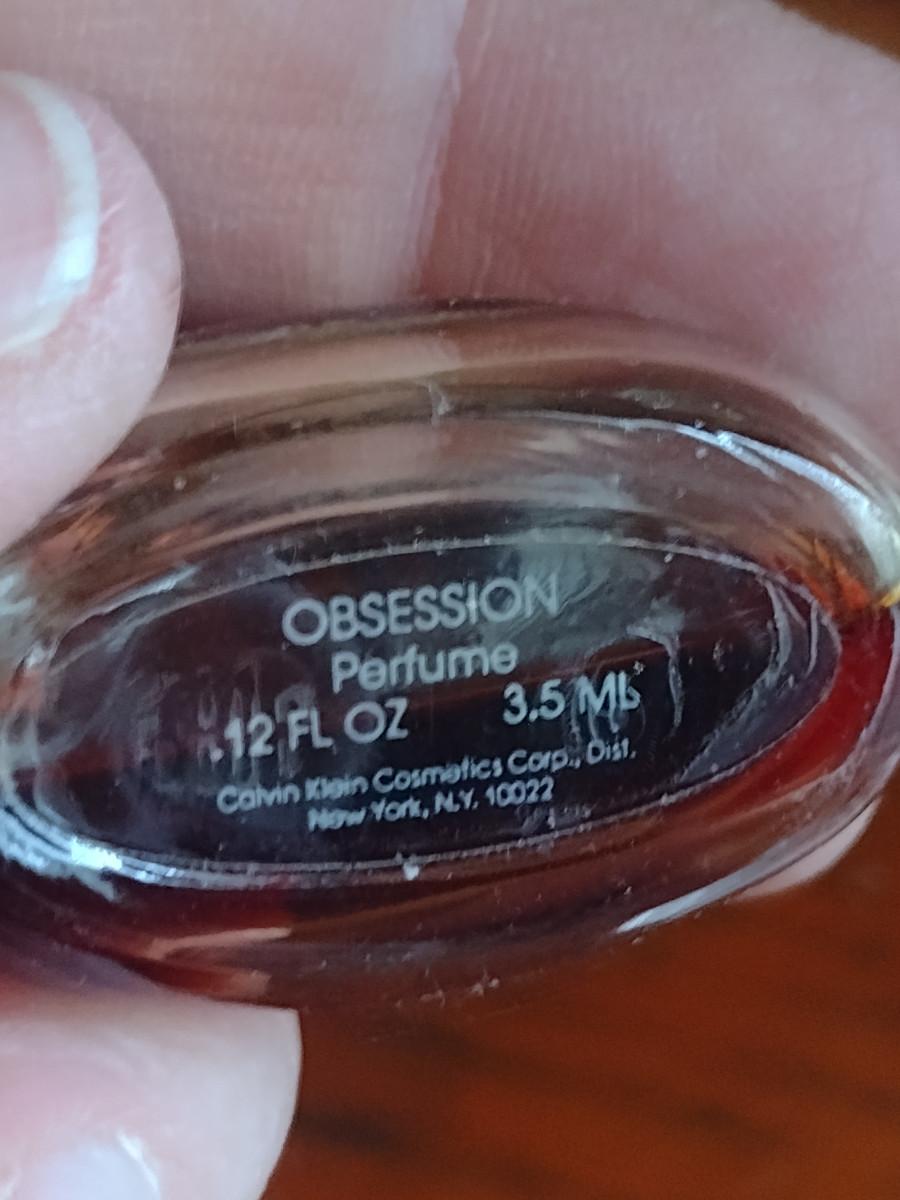 OBSESSION
Perfume
.12 FL OZ 3.5 ML
Calvin Klein Cosmetics Corp., Dist.
New York, N.Y. 10022